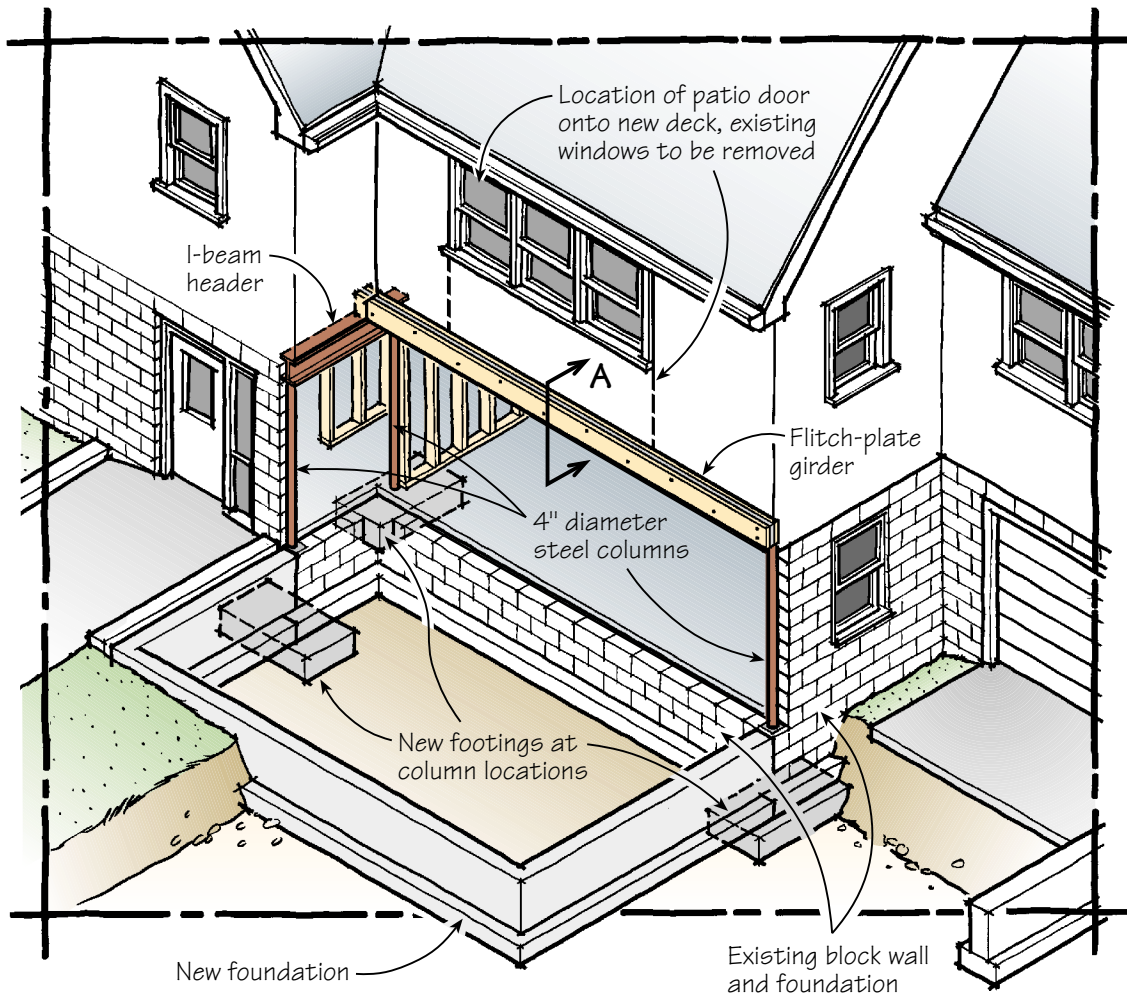 Location of patio door
onto new deck, existing
windows to be removed
I-beam
header
A
Flitch-plate
girder
4" diameter
steel columns
New footings at
column locations
Existing block wall
and foundation
New foundation